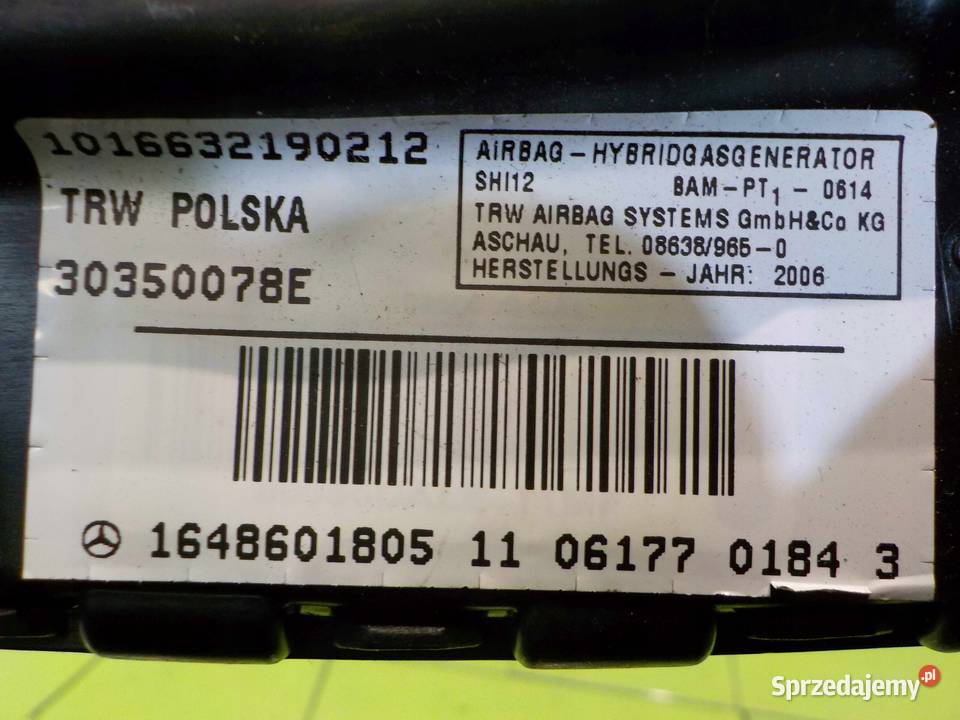 1016632190212
TRW POLSKA
30350078E
AIRBAG - HYBRIDGASGENERATOR
SHI12 BAM-PT1 - 0614
TRW AIRBAG SYSTEMS GmbH&Co KG
ASCHAU, TEL. 08638/965-0
HERSTELLUNGS - JAHR: 2006
1648601805 11 06177 0184 3
Sprzedajemy.pl